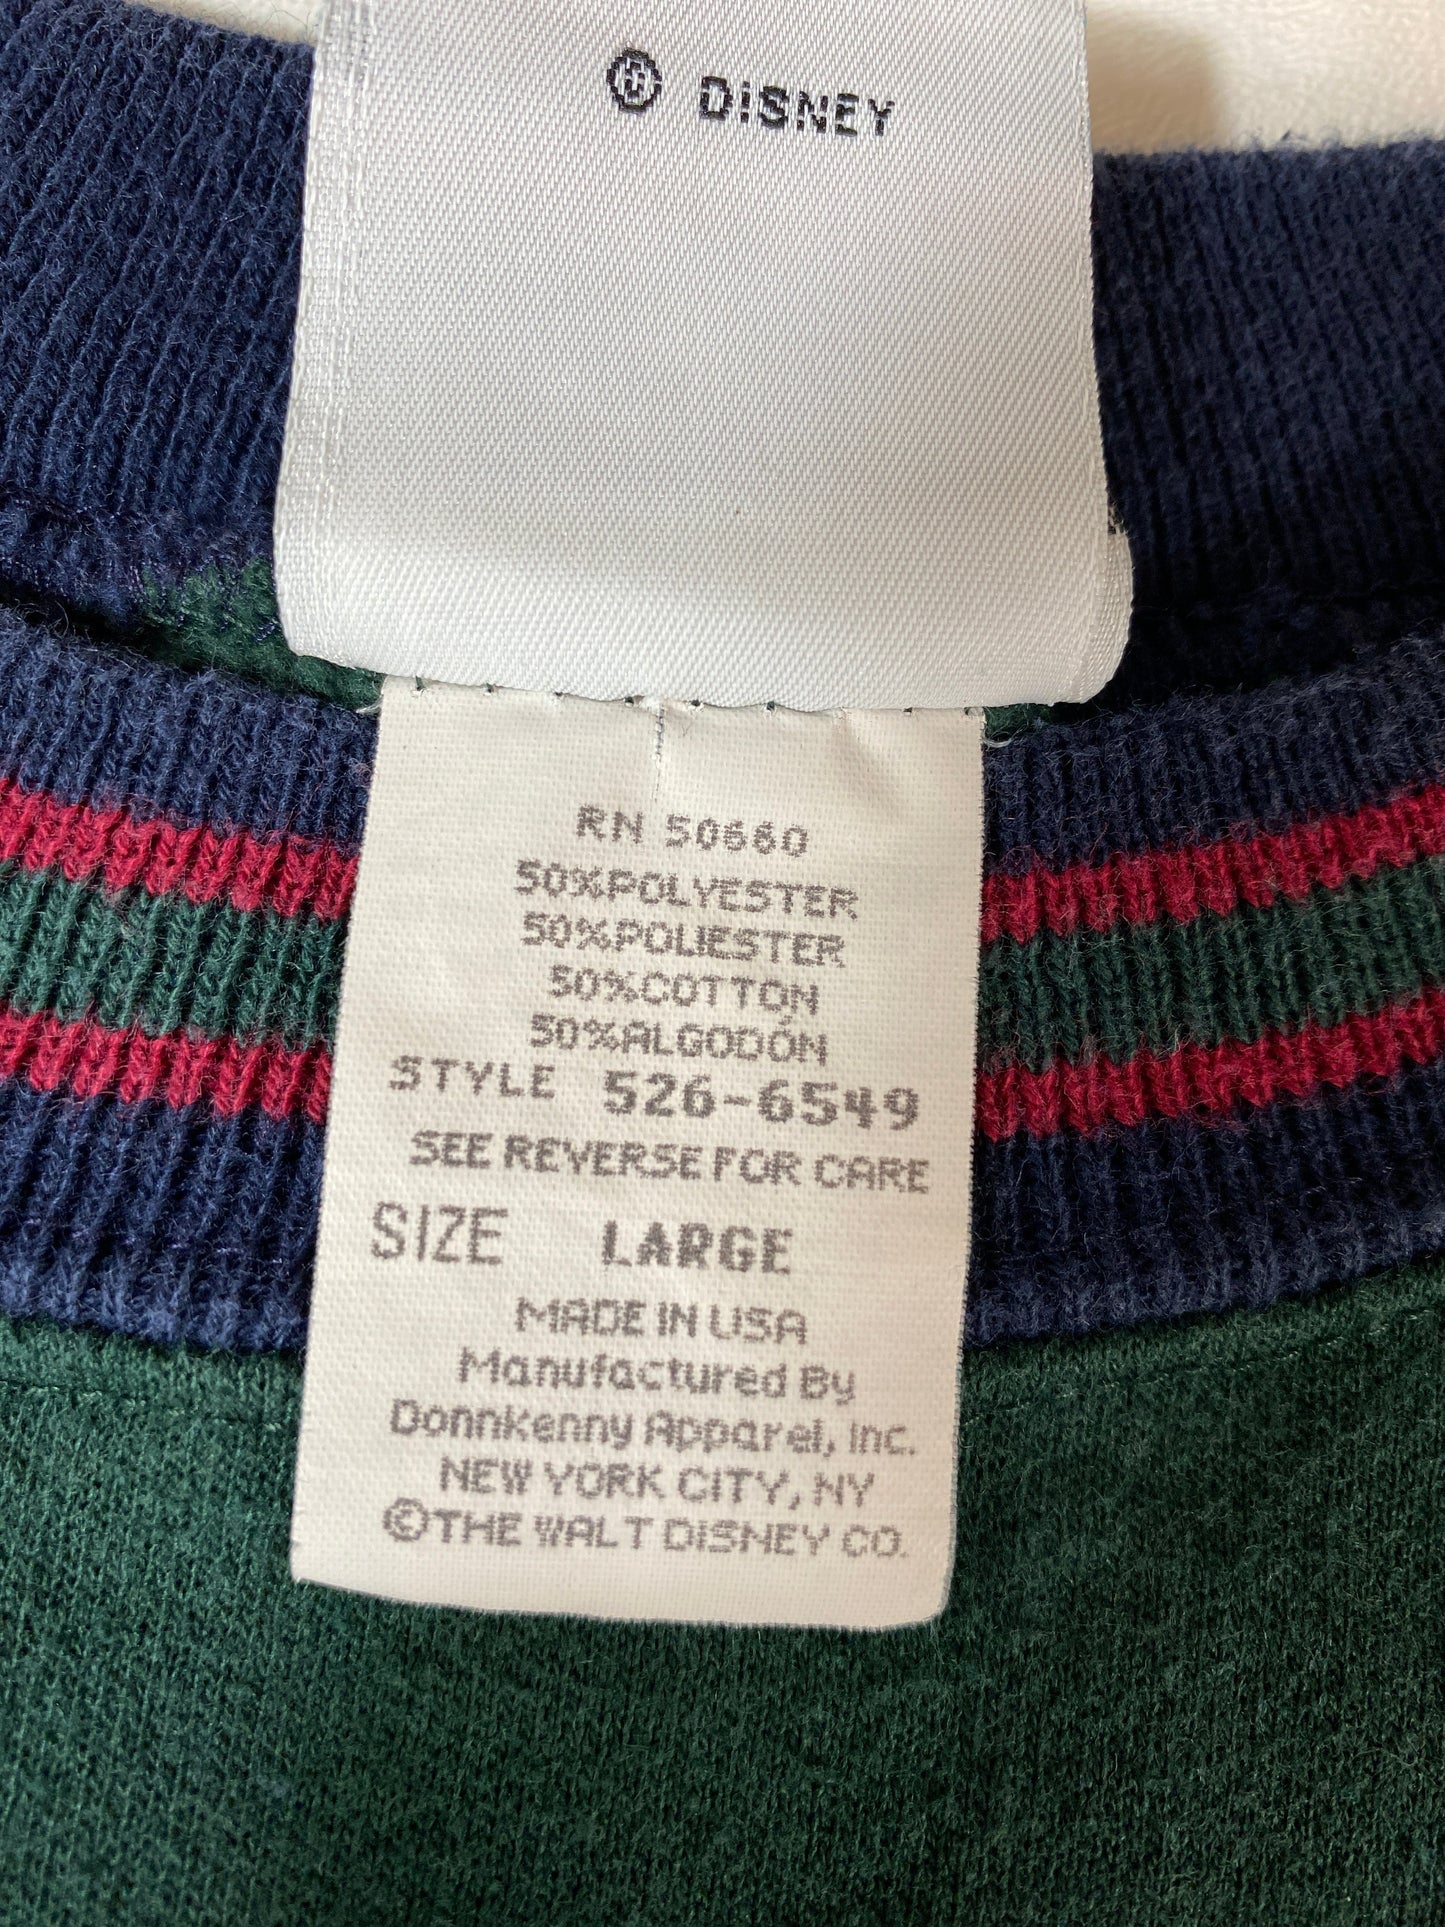 © DISNEY
RN 50660
50%POLYESTER
50%POLIESTER
50%COTTON
50%ALGODÓN
STYLE 526-6549
SEE REVERSE FOR CARE
SIZE LARGE
MADE IN USA
Manufactured By
Donnkenny Apparel, Inc.
NEW YORK CITY, NY
©THE WALT DISNEY CO.